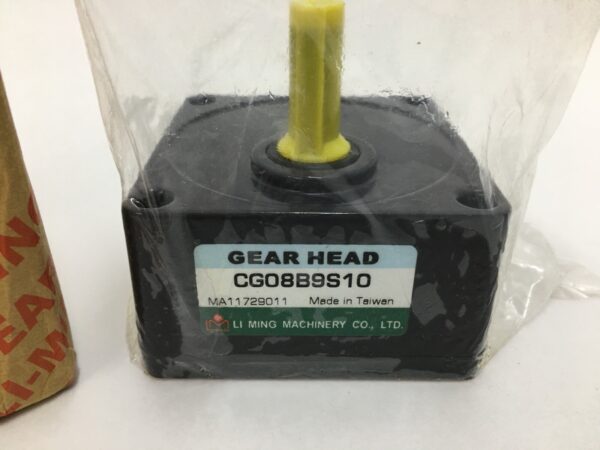 GEAR HEAD
CG08B9S10
MA11729011 Made in Taiwan
LI MING MACHINERY CO., LTD.